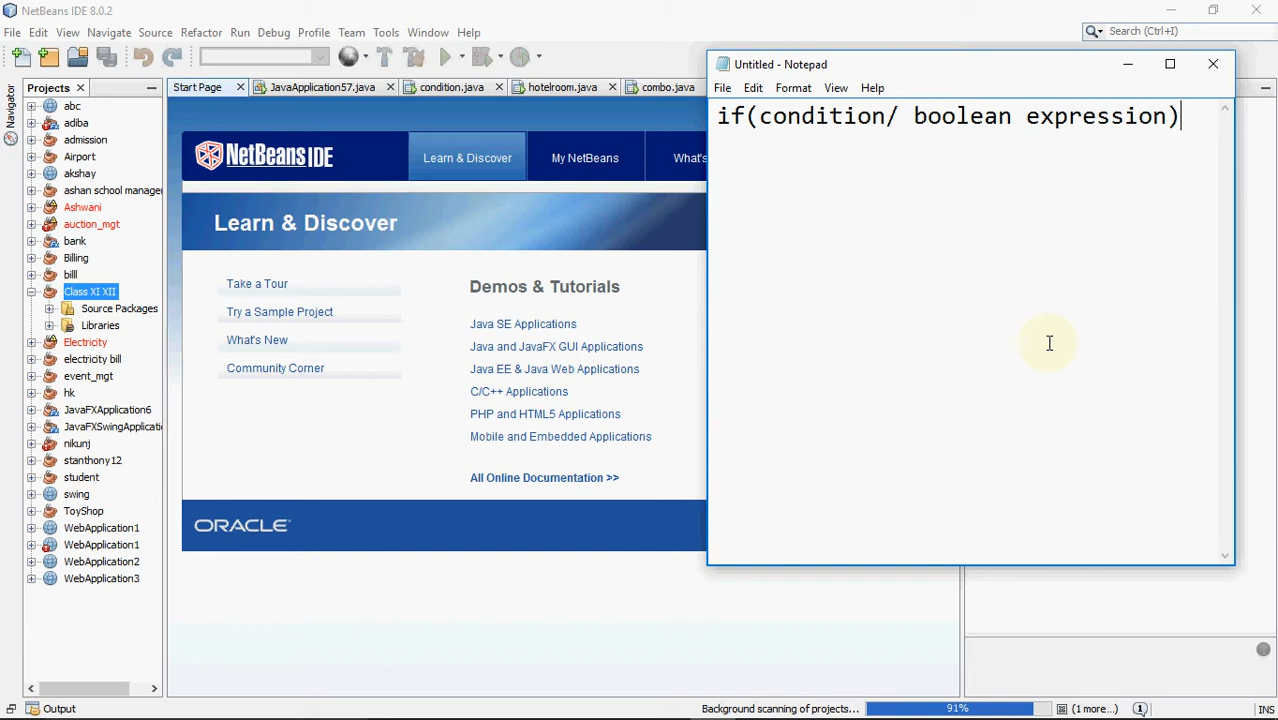 NetBeans IDE 8.0.2
File Edit View Navigate Source Refactor Run Debug Profile Team Tools Window Help
Search (Ctrl+I)
Navigator
Projects
abc
adiba
admission
Airport
akshay
ashan school manager
Ashwani
auction_mgt
bank
Billing
billl
Class XI XII
Source Packages
Libraries
Electricity
electricity bill
event_mgt
hk
JavaFXApplication6
JavaFXSwingApplicatio
nikunj
stanthony12
student
swing
ToyShop
WebApplication1
WebApplication1
WebApplication2
WebApplication3
Start Page JavaApplication57.java condition.java hotelroom.java combo.java
NetBeans IDE
Learn & Discover My NetBeans What's
Learn & Discover
Take a Tour
Try a Sample Project
What's New
Community Corner
Demos & Tutorials
Java SE Applications
Java and JavaFX GUI Applications
Java EE & Java Web Applications
C/C++ Applications
PHP and HTML5 Applications
Mobile and Embedded Applications
All Online Documentation >>
ORACLE
Untitled - Notepad
File Edit Format View Help
if(condition/ boolean expression)
Output
Background scanning of projects... 91% (1 more...) 1 INS